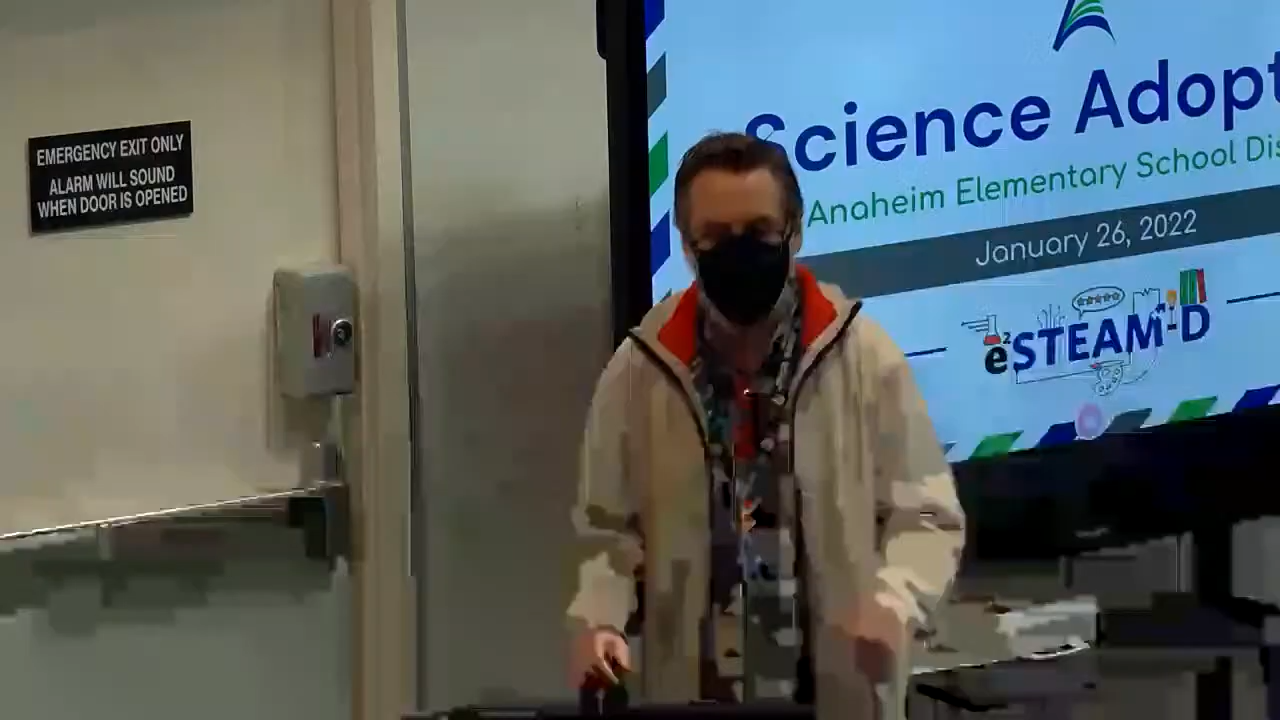 EMERGENCY EXIT ONLY
ALARM WILL SOUND
WHEN DOOR IS OPENED
Science Adopt
Anaheim Elementary School Dis
January 26, 2022
e²STEAM-D